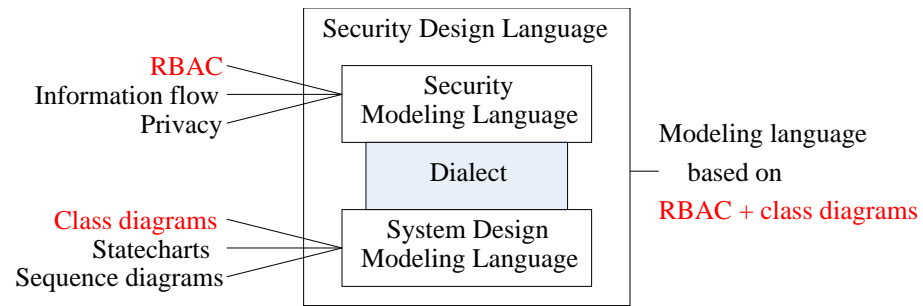 Security Design Language
RBAC
Information flow
Privacy
Security
Modeling Language
Dialect
Class diagrams
Statecharts
Sequence diagrams
System Design
Modeling Language
Modeling language
based on
RBAC + class diagrams